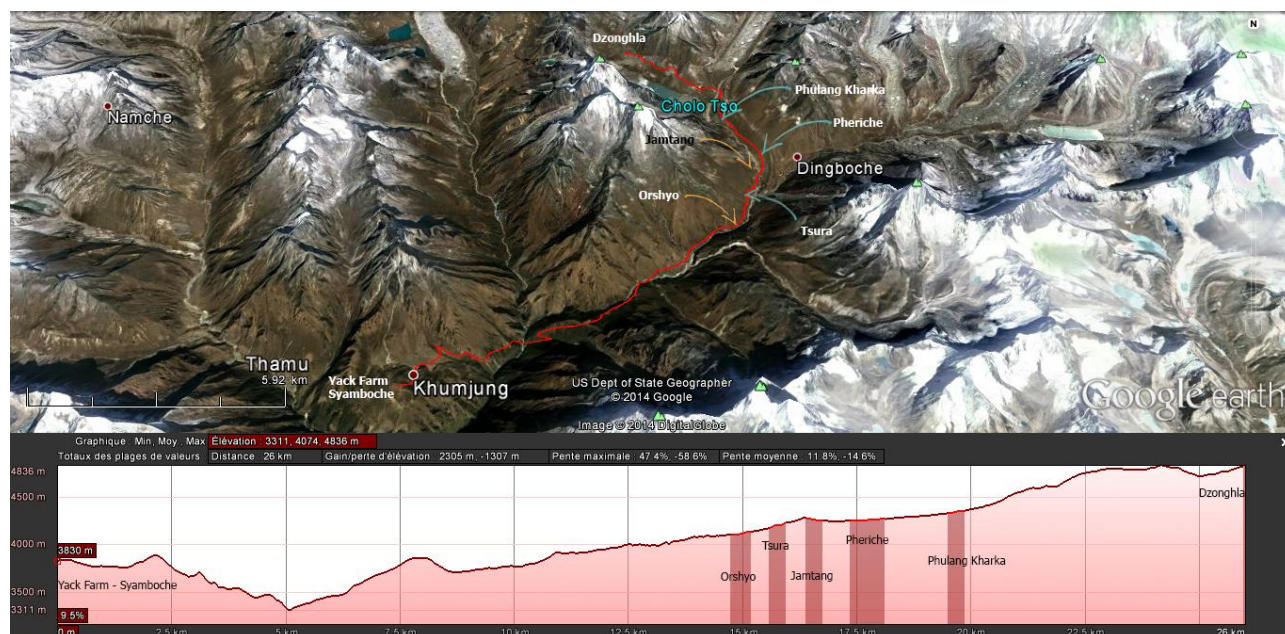 N
Dzonghla
Phulang Kharka
Cholo Tso
Namche
Pheriche
Jamtang
Dingboche
Orshyo
Tsura
Thamu
5.92 km
Yack Farm
Syamboche
Khumjung
US Dept of State Geographer
© 2014 Google
Image © 2014 DigitalGlobe
Google earth
Graphique : Min, Moy , Max Élévation : 3311, 4074, 4836 m
Totaux des plages de valeurs Distance : 26 km Gain/perte d'élévation : 2305 m, -1307 m Pente maximale : 47.4%, -58.6% Pente moyenne : 11.8%, -14.6%
4836 m
4500 m
4000 m
3500 m
3311 m
3830 m
Dzonghla
Tsura
Pheriche
Phulang Kharka
Orshyo
Jamtang
Yack Farm - Syamboche
9.5%
0 m 2.5 km 5 km 7.5 km 10 km 12.5 km 15 km 17.5 km 20 km 22.5 km 26 km